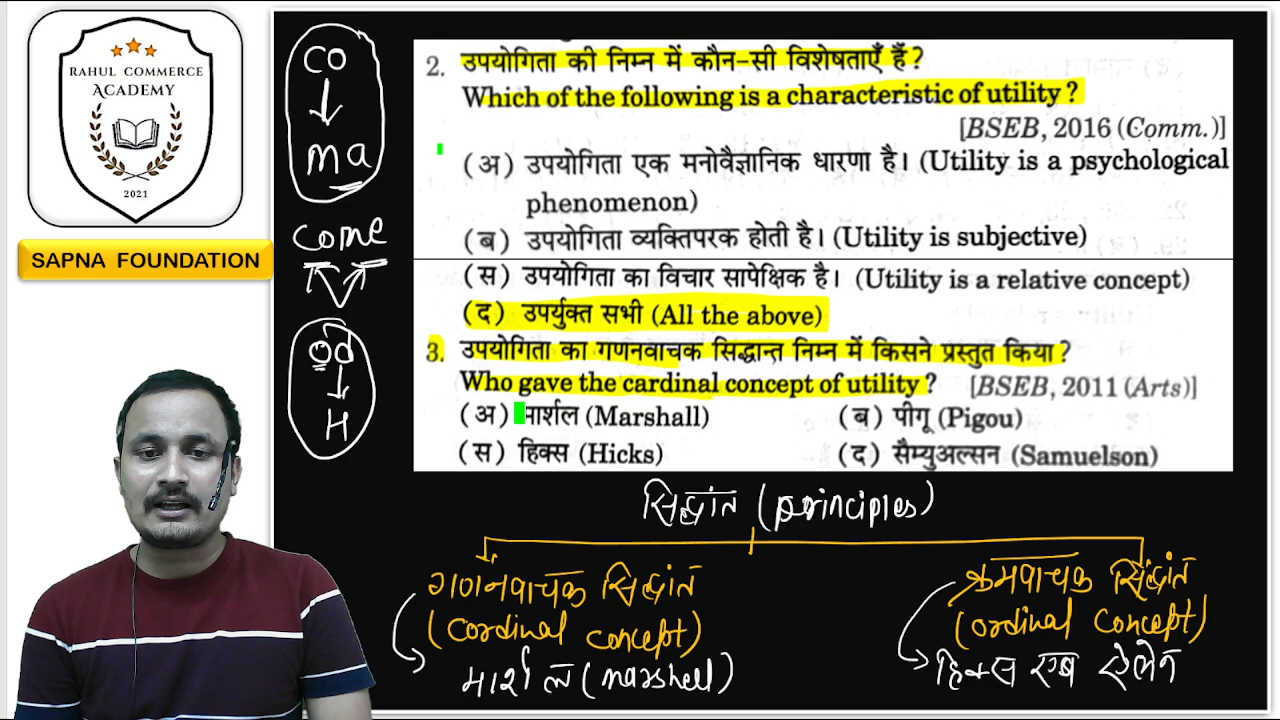 RAHUL COMMERCE
ACADEMY
2021
SAPNA FOUNDATION
co
ma
come
od
H
2. उपयोगिता की निम्न में कौन-सी विशेषताएँ हैं?
Which of the following is a characteristic of utility?
[BSEB, 2016 (Comm.)]
(अ) उपयोगिता एक मनोवैज्ञानिक धारणा है। (Utility is a psychological
phenomenon)
(ब) उपयोगिता व्यक्तिपरक होती है। (Utility is subjective)
(स) उपयोगिता का विचार सापेक्षिक है। (Utility is a relative concept)
(द) उपर्युक्त सभी (All the above)
3. उपयोगिता का गणनवाचक सिद्धान्त निम्न में किसने प्रस्तुत किया?
Who gave the cardinal concept of utility? [BSEB, 2011 (Arts)]
(अ) मार्शल (Marshall) (ब) पीगू (Pigou)
(स) हिक्स (Hicks) (द) सैम्युअल्सन (Samuelson)
सिद्धांत (principles)
गणनवाचक सिद्धांत क्रमवाचक सिद्धांत
(cordinal concept) (ordinal concept)
मार्शल (marshell) हिक्स एव ऐलेन